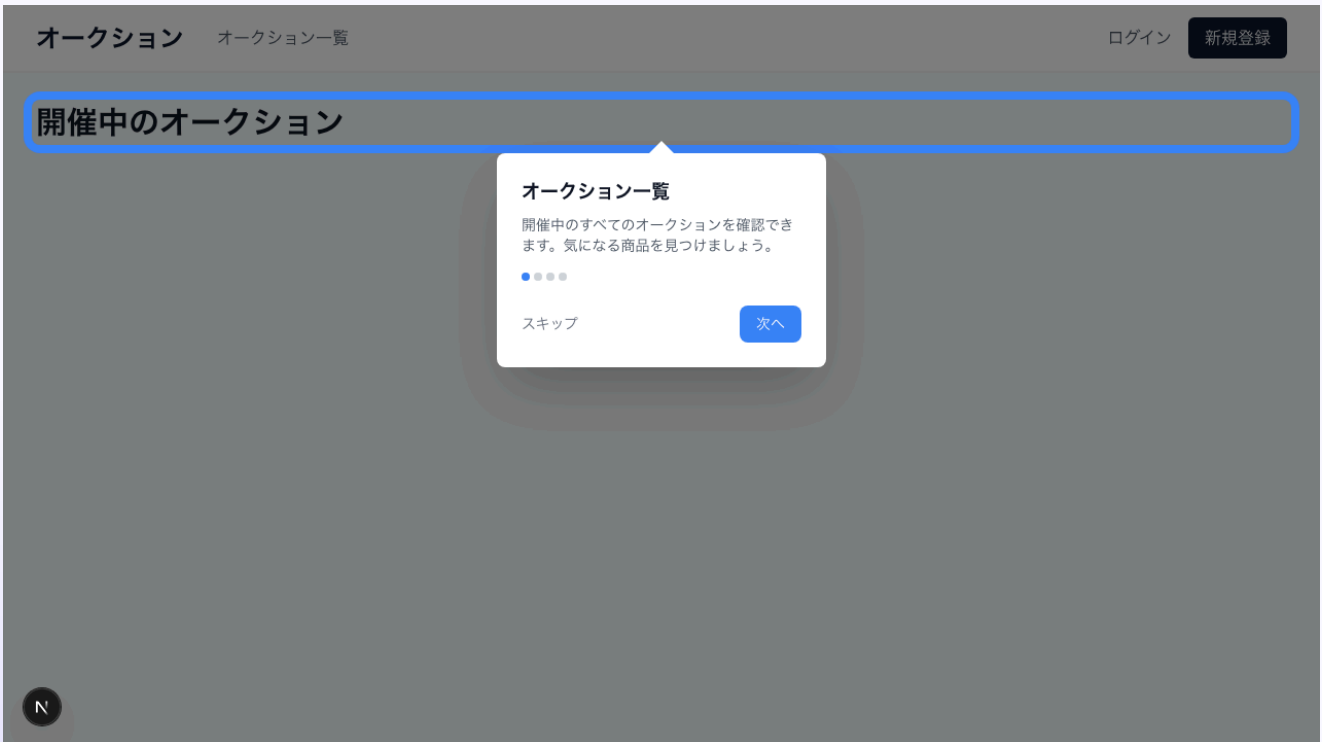 オークション
オークション一覧
ログイン
新規登録
開催中のオークション
オークション一覧
開催中のすべてのオークションを確認でき
ます。気になる商品を見つけましょう。
スキップ
次へ
N